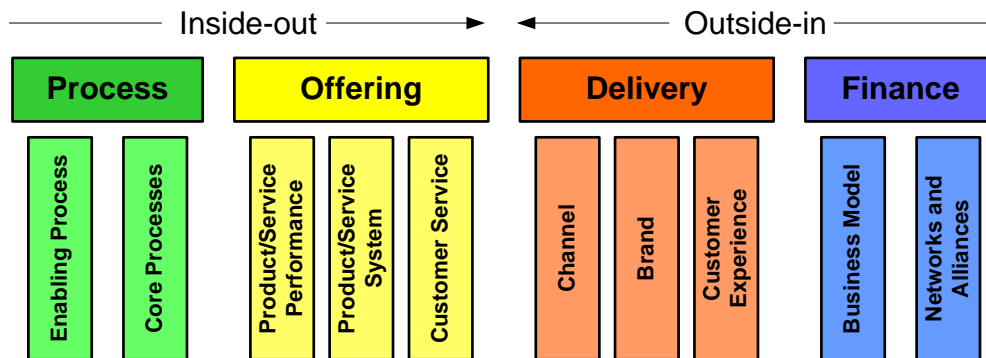 Inside-out
Outside-in
Process
Offering
Delivery
Finance
Enabling Process
Core Processes
Product/Service
Performance
Product/Service
System
Customer Service
Channel
Brand
Customer
Experience
Business Model
Networks and
Alliances